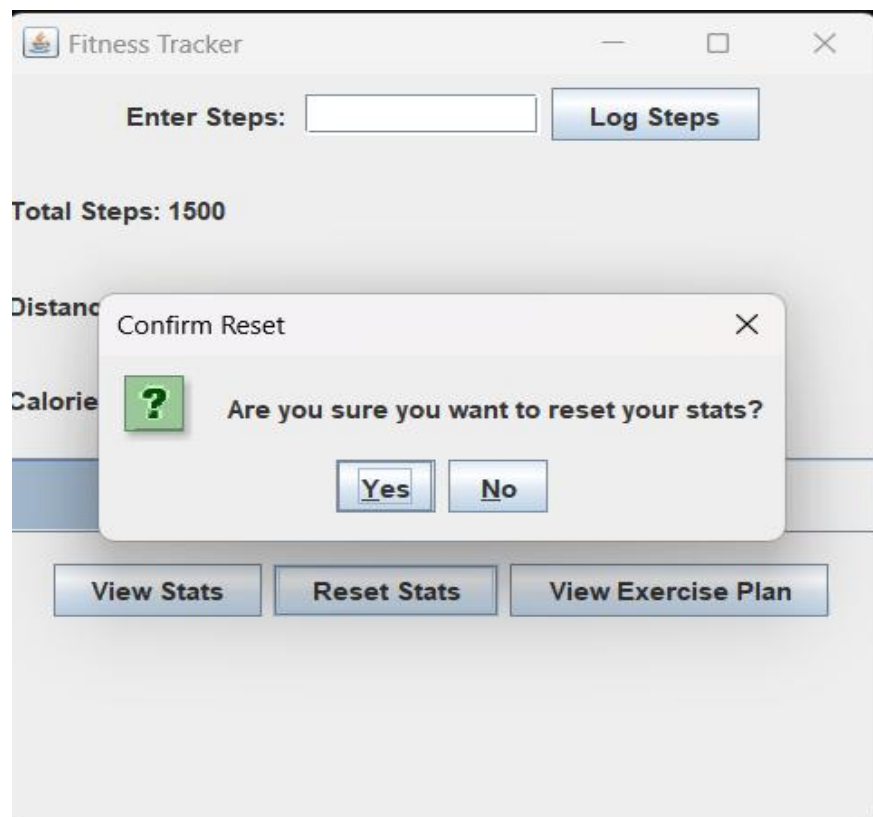 Fitness Tracker
Enter Steps: Log Steps
Total Steps: 1500
Distanc
Confirm Reset
Calorie
? Are you sure you want to reset your stats?
Yes No
View Stats Reset Stats View Exercise Plan